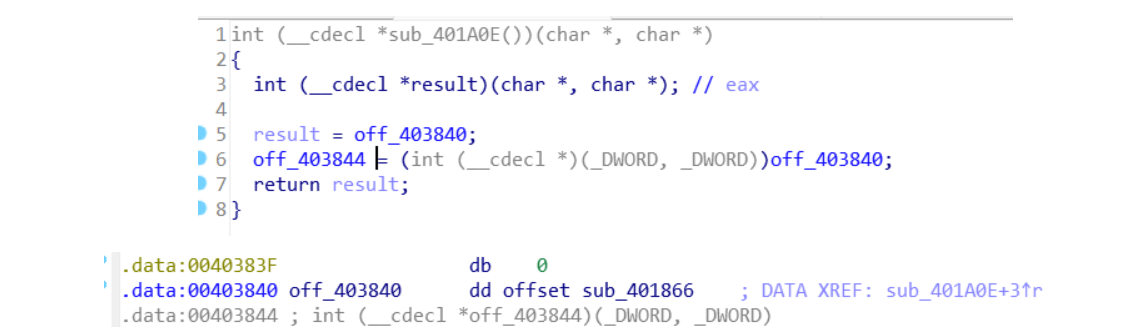 1 int (__cdecl *sub_401A0E())(char *, char *)
2 {
3 int (__cdecl *result)(char *, char *); // eax
4
5 result = off_403840;
6 off_403844 = (int (__cdecl *)(_DWORD, _DWORD))off_403840;
7 return result;
8 }
.data:0040383F db 0
.data:00403840 off_403840 dd offset sub_401866 ; DATA XREF: sub_401A0E+3↑r
.data:00403844 ; int (__cdecl *off_403844)(_DWORD, _DWORD)